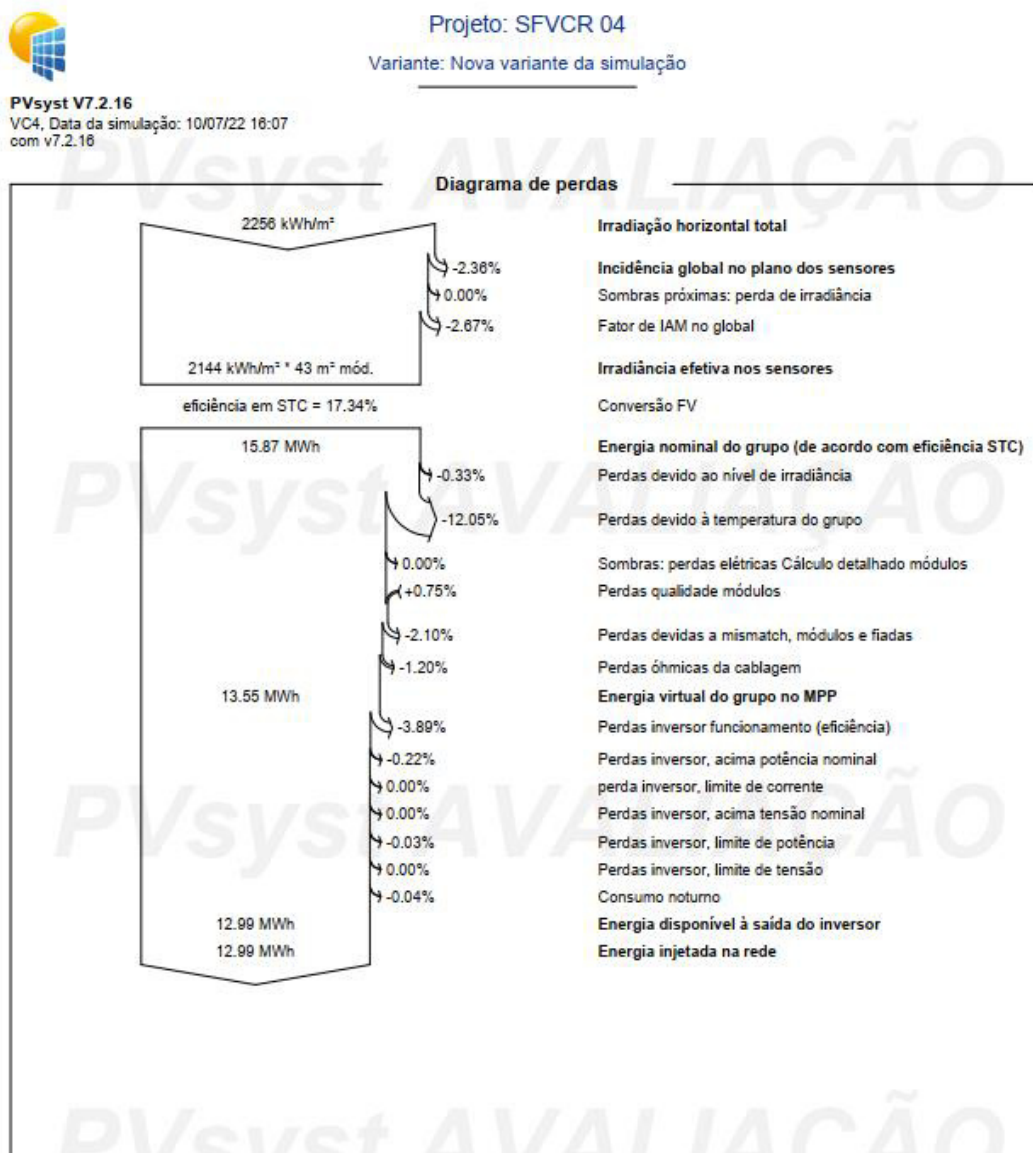 Projeto: SFVCR 04
Variante: Nova variante da simulação
PVsyst V7.2.16
VC4, Data da simulação: 10/07/22 16:07
com v7.2.16
PVsyst AVALIAÇÃO
Diagrama de perdas
2256 kWh/m² Irradiação horizontal total
-2.36% Incidência global no plano dos sensores
0.00% Sombras próximas: perda de irradiância
-2.67% Fator de IAM no global
2144 kWh/m² * 43 m² mód. Irradiância efetiva nos sensores
eficiência em STC = 17.34% Conversão FV
15.87 MWh Energia nominal do grupo (de acordo com eficiência STC)
-0.33% Perdas devido ao nível de irradiância
PVsyst AVALIAÇÃO
-12.05% Perdas devido à temperatura do grupo
0.00% Sombras: perdas elétricas Cálculo detalhado módulos
+0.75% Perdas qualidade módulos
-2.10% Perdas devidas a mismatch, módulos e fiadas
-1.20% Perdas óhmicas da cablagem
13.55 MWh Energia virtual do grupo no MPP
-3.89% Perdas inversor funcionamento (eficiência)
-0.22% Perdas inversor, acima potência nominal
0.00% perda inversor, limite de corrente
0.00% Perdas inversor, acima tensão nominal
PVsyst AVALIAÇÃO
-0.03% Perdas inversor, limite de potência
0.00% Perdas inversor, limite de tensão
-0.04% Consumo noturno
12.99 MWh Energia disponível à saída do inversor
12.99 MWh Energia injetada na rede
PVsyst AVALIAÇÃO